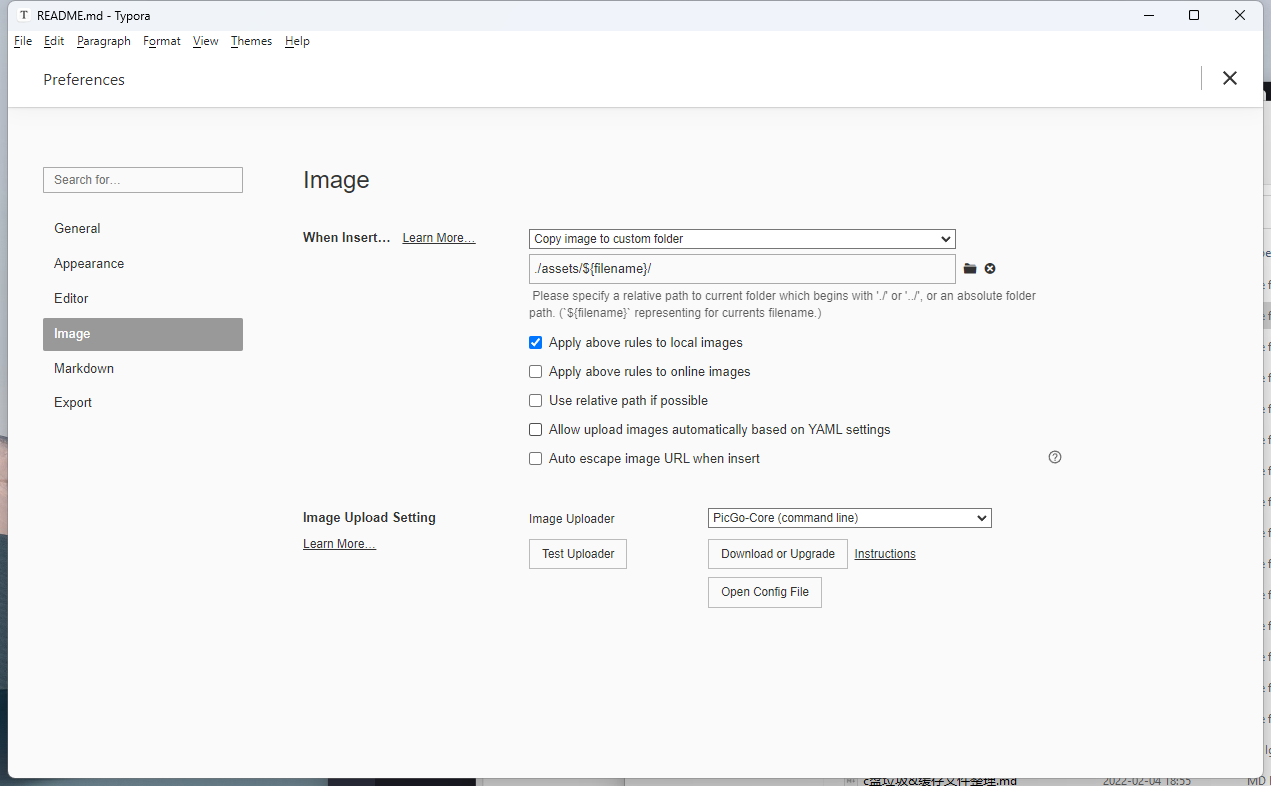 README.md - Typora
File Edit Paragraph Format View Themes Help
Preferences
Search for...
General
Appearance
Editor
Image
Markdown
Export
Image
When Insert... Learn More...
Copy image to custom folder
./assets/${filename}/
Please specify a relative path to current folder which begins with './' or '../', or an absolute folder
path. (`${filename}` representing for currents filename.)
Apply above rules to local images
Apply above rules to online images
Use relative path if possible
Allow upload images automatically based on YAML settings
Auto escape image URL when insert
Image Upload Setting
Learn More...
Image Uploader
PicGo-Core (command line)
Test Uploader
Download or Upgrade
Instructions
Open Config File
c盘垃圾&缓存文件整理.md 2022-02-04 18:55 MD